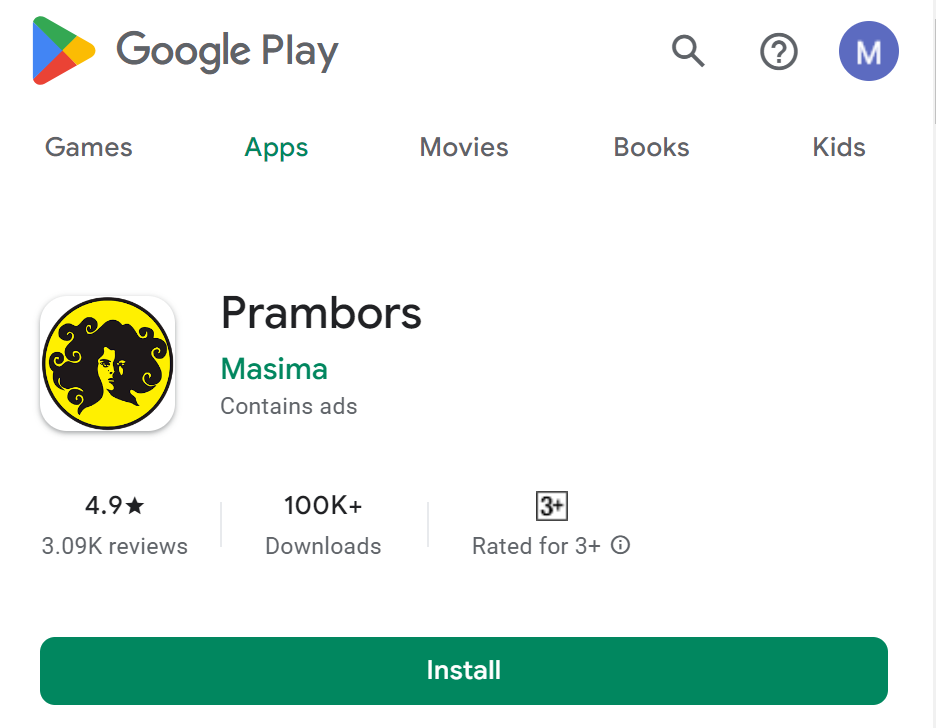 Google Play
M
Games Apps Movies Books Kids
Prambors
Masima
Contains ads
4.9★ 100K+ 3+
3.09K reviews Downloads Rated for 3+
Install